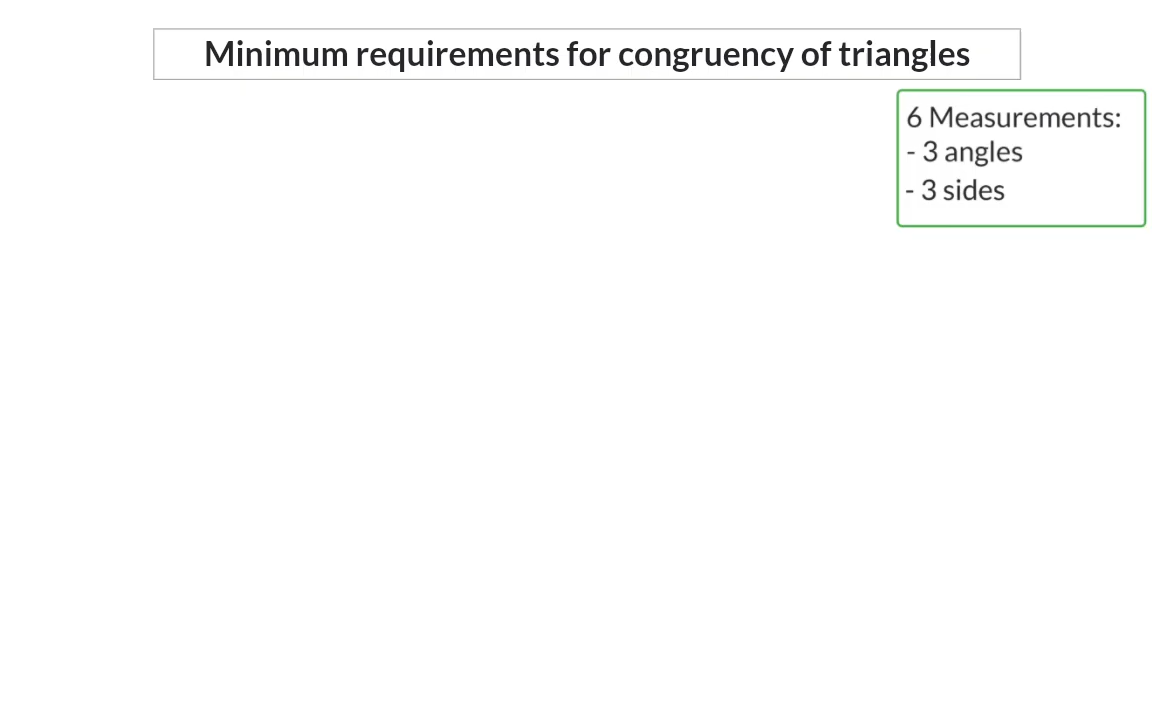 Minimum requirements for congruency of triangles
6 Measurements:
- 3 angles
- 3 sides